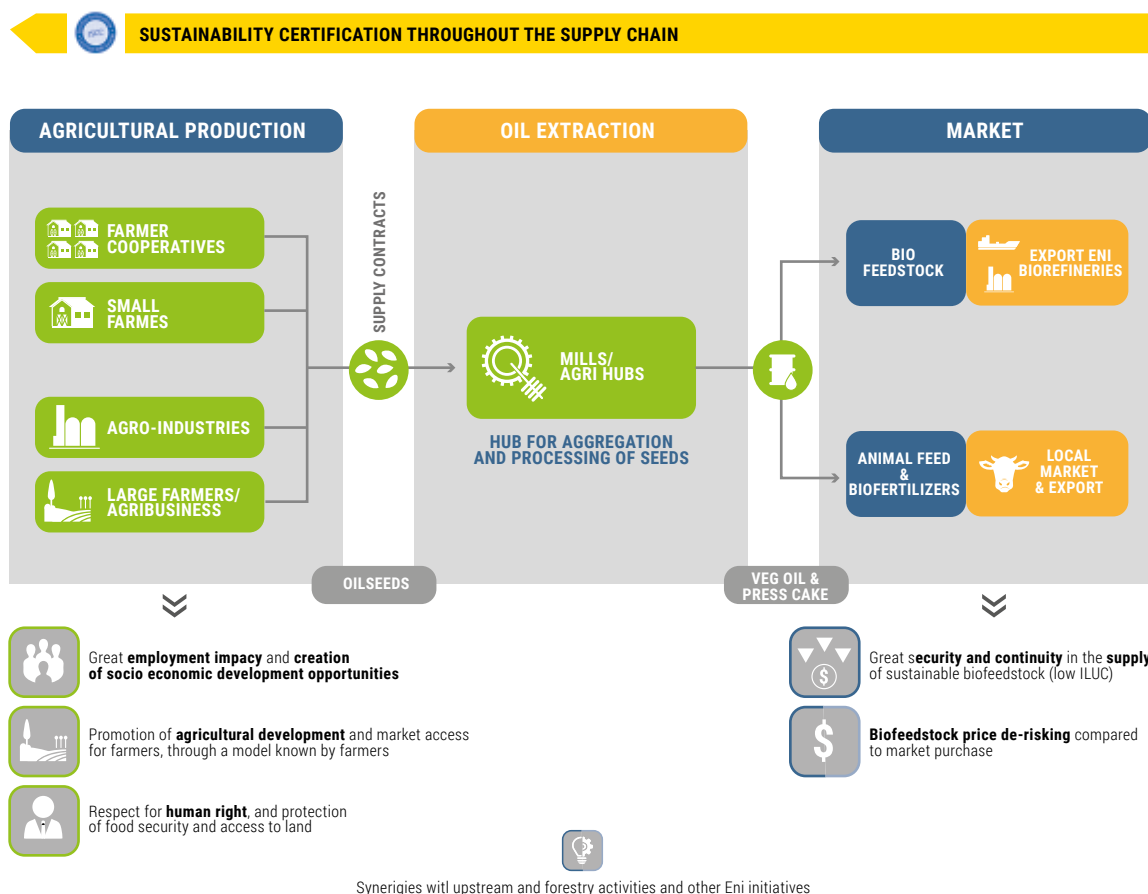 SUSTAINABILITY CERTIFICATION THROUGHOUT THE SUPPLY CHAIN
AGRICULTURAL PRODUCTION
FARMER
COOPERATIVES
SMALL
FARMES
AGRO-INDUSTRIES
LARGE FARMERS/
AGRIBUSINESS
SUPPLY CONTRACTS
OILSEEDS
OIL EXTRACTION
MILLS/
AGRI HUBS
HUB FOR AGGREGATION
AND PROCESSING OF SEEDS
VEG OIL &
PRESS CAKE
MARKET
BIO
FEEDSTOCK
EXPORT ENI
BIOREFINERIES
ANIMAL FEED
&
BIOFERTILIZERS
LOCAL
MARKET
& EXPORT
Great employment impacy and creation
of socio economic development opportunities
Promotion of agricultural development and market access
for farmers, through a model known by farmers
Respect for human right, and protection
of food security and access to land
Great security and continuity in the supply
of sustainable biofeedstock (low ILUC)
$
Biofeedstock price de-risking compared
to market purchase
$
Synerigies witl upstream and forestry activities and other Eni initiatives